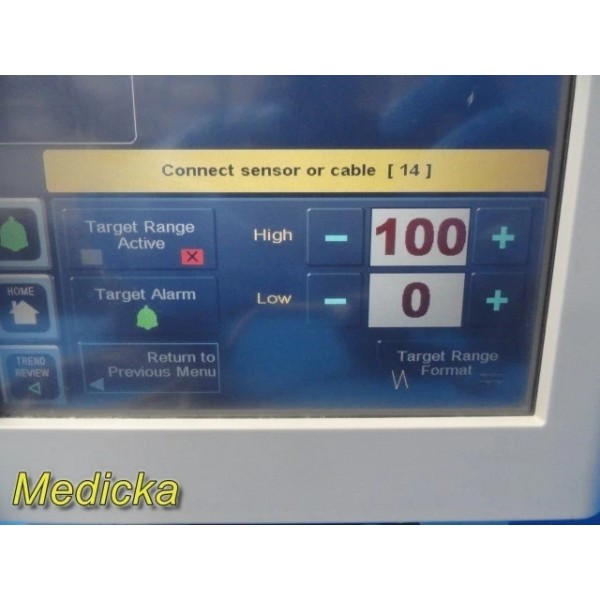 Connect sensor or cable [ 14 ]
Target Range
Active
X
High
−
100
+
HOME
Target Alarm
Low
−
0
+
TREND
REVIEW
Return to
Previous Menu
Target Range
Format
Medicka